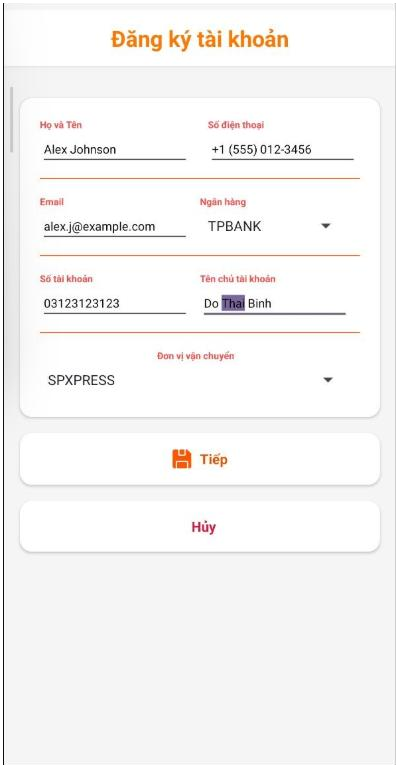 Đăng ký tài khoản
Họ và Tên Số điện thoại
Alex Johnson +1 (555) 012-3456
Email Ngân hàng
alex.j@example.com TPBANK
Số tài khoản Tên chủ tài khoản
03123123123 Do Thai Binh
Đơn vị vận chuyển
SPXPRESS
Tiếp
Hủy